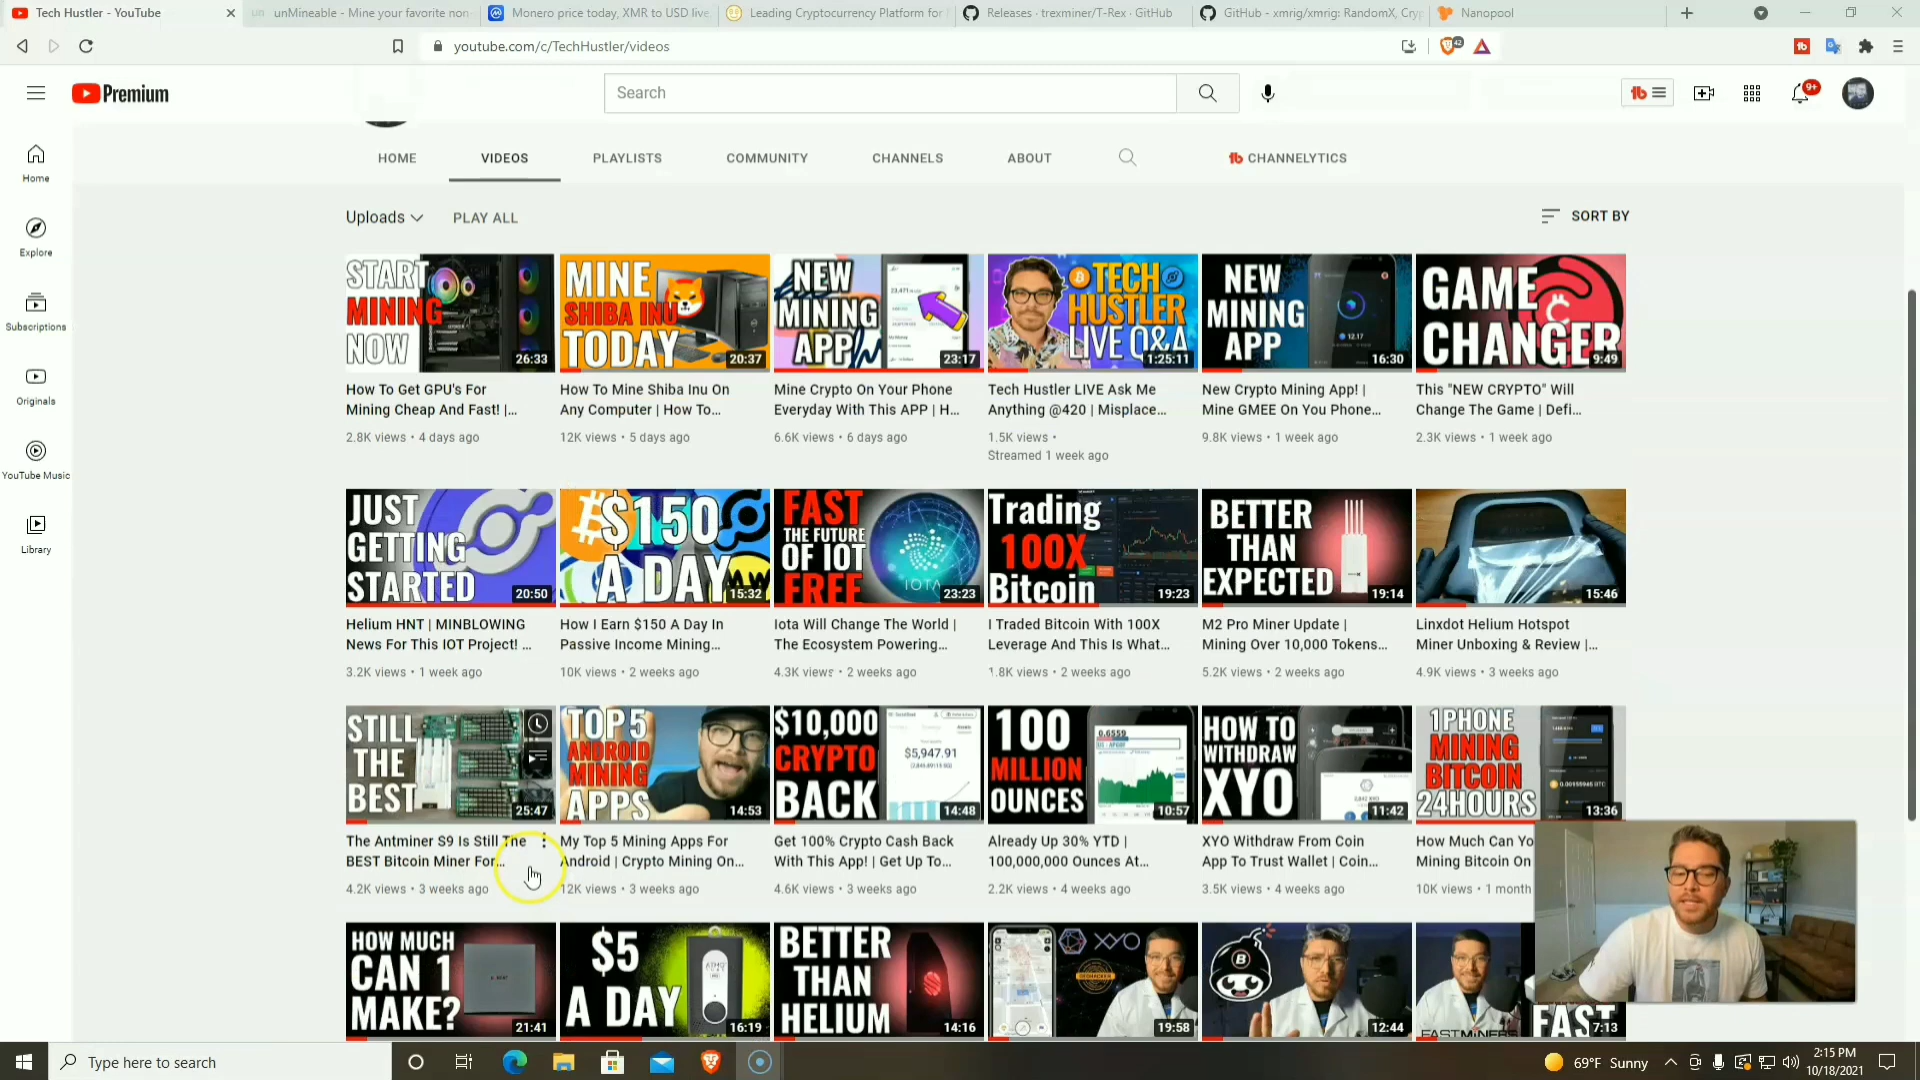 Tech Hustler - YouTube
unMineable - Mine your favorite non-
Monero price today, XMR to USD live,
Leading Cryptocurrency Platform for
Releases · trexminer/T-Rex · GitHub
GitHub - xmrig/xmrig: RandomX, Cryp
Nanopool
youtube.com/c/TechHustler/videos
42
Premium
Search
9+
HOME
VIDEOS
PLAYLISTS
COMMUNITY
CHANNELS
ABOUT
CHANNELYTICS
Home
Explore
Subscriptions
Originals
YouTube Music
Library
Uploads
PLAY ALL
SORT BY
START
MINING
NOW
26:33
MINE
SHIBA INU
TODAY
20:37
NEW
MINING
APP
23:17
TECH
HUSTLER
LIVE Q&A
1:25:11
NEW
MINING
APP
12.17
16:30
GAME
CHANGER
9:49
How To Get GPU's For
Mining Cheap And Fast! |...
2.8K views • 4 days ago
How To Mine Shiba Inu On
Any Computer | How To...
12K views • 5 days ago
Mine Crypto On Your Phone
Everyday With This APP | H...
6.6K views • 6 days ago
Tech Hustler LIVE Ask Me
Anything @420 | Misplace...
1.5K views •
Streamed 1 week ago
New Crypto Mining App! |
Mine GMEE On You Phone...
9.8K views • 1 week ago
This "NEW CRYPTO" Will
Change The Game | Defi...
2.3K views • 1 week ago
JUST
GETTING
STARTED
20:50
$150
A DAY
15:32
FAST
THE FUTURE
OF IOT
FREE
IOTA
23:23
Trading
100X
Bitcoin
19:23
BETTER
THAN
EXPECTED
19:14
15:46
Helium HNT | MINBLOWING
News For This IOT Project! ...
3.2K views • 1 week ago
How I Earn $150 A Day In
Passive Income Mining...
10K views • 2 weeks ago
Iota Will Change The World |
The Ecosystem Powering...
4.3K views • 2 weeks ago
I Traded Bitcoin With 100X
Leverage And This Is What...
1.8K views • 2 weeks ago
M2 Pro Miner Update |
Mining Over 10,000 Tokens...
5.2K views • 2 weeks ago
Linxdot Helium Hotspot
Miner Unboxing & Review |...
4.9K views • 3 weeks ago
STILL
THE
BEST
25:47
TOP 5
ANDROID
MINING
APPS
14:53
$10,000
CRYPTO
BACK
$5,947.91
14:48
100
MILLION
OUNCES
0.6559
10:57
HOW TO
WITHDRAW
XYO
11:42
1 PHONE
MINING
BITCOIN
24HOURS
13:36
The Antminer S9 Is Still The
BEST Bitcoin Miner For...
4.2K views • 3 weeks ago
My Top 5 Mining Apps For
Android | Crypto Mining On...
12K views • 3 weeks ago
Get 100% Crypto Cash Back
With This App! | Get Up To...
4.6K views • 3 weeks ago
Already Up 30% YTD |
100,000,000 Ounces At...
2.2K views • 4 weeks ago
XYO Withdraw From Coin
App To Trust Wallet | Coin...
3.5K views • 4 weeks ago
How Much Can Yo
Mining Bitcoin On
10K views • 1 month
HOW MUCH
CAN 1
MAKE?
21:41
$5
A DAY
16:19
BETTER
THAN
HELIUM
14:16
XYO
19:58
12:44
FAST
7:13
Type here to search
69°F Sunny
2:15 PM
10/18/2021